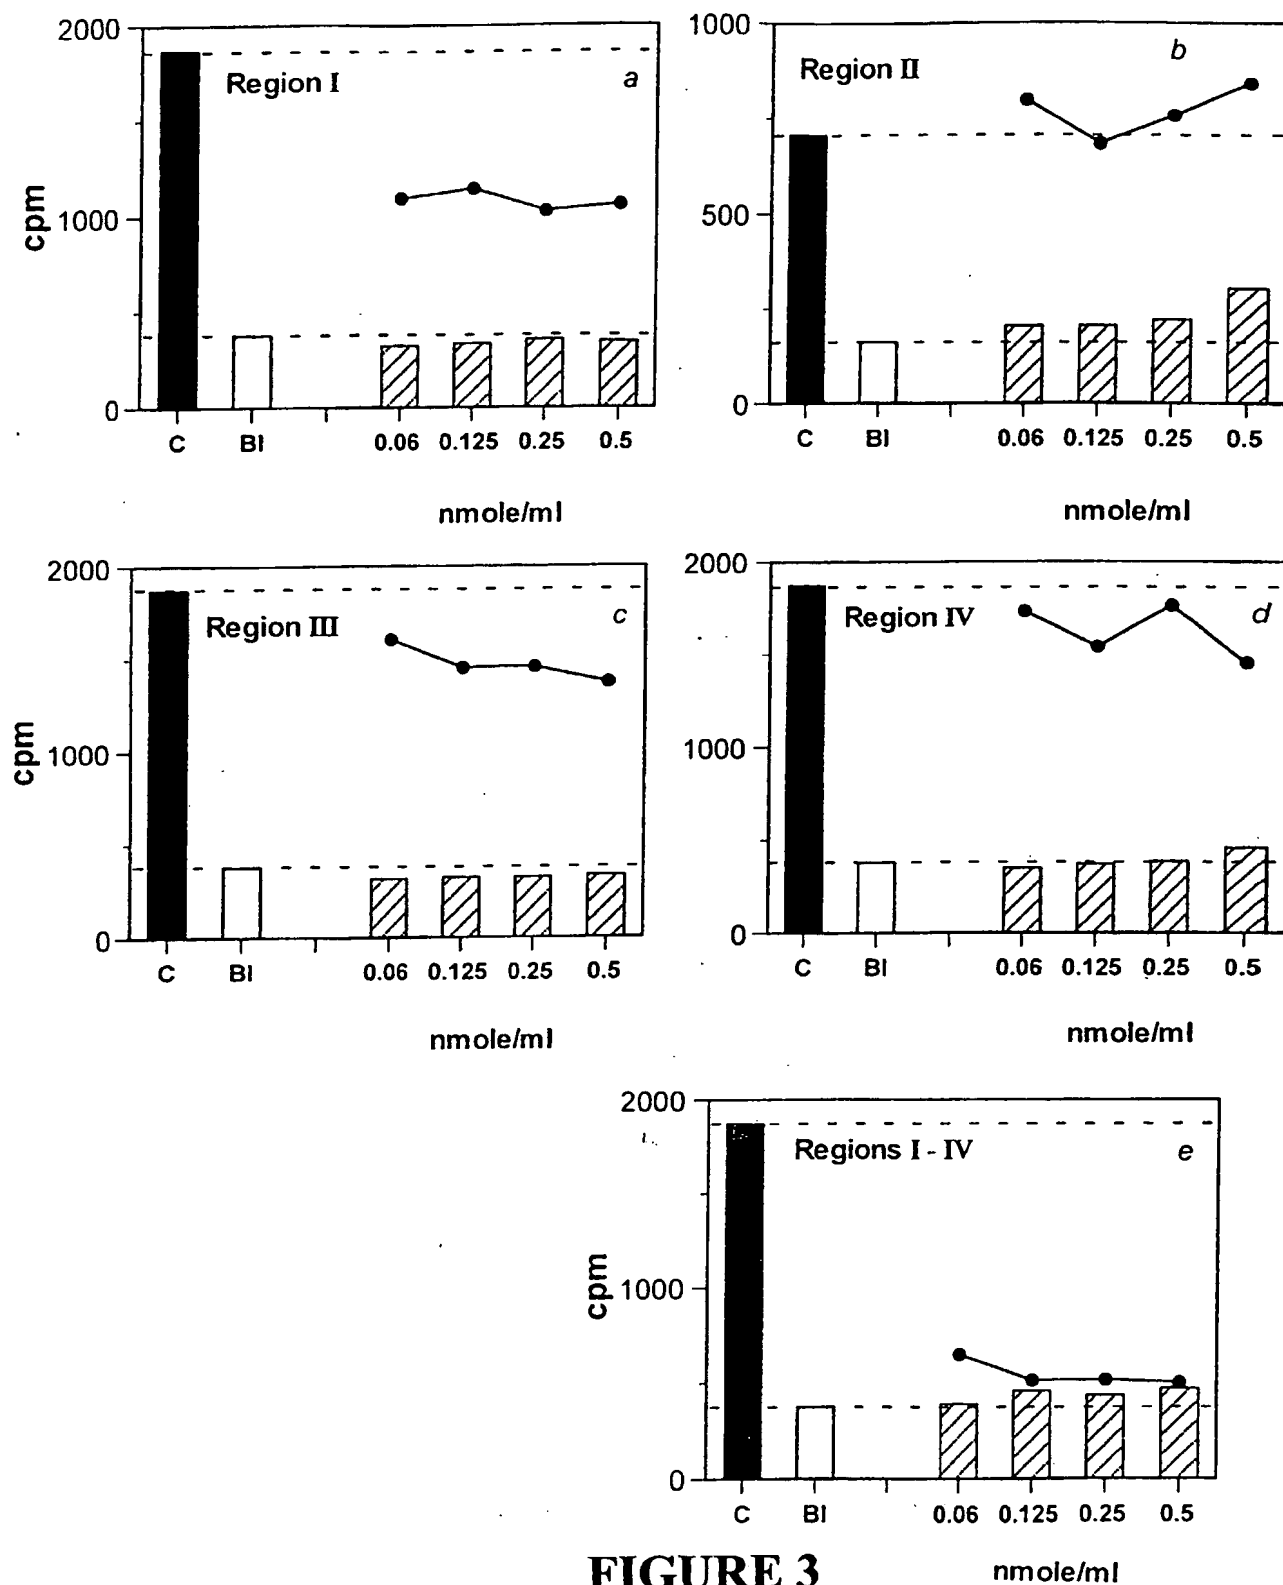 2000
1000
0
cpm
Region I
a
C BI 0.06 0.125 0.25 0.5
nmole/ml
1000
500
0
Region II
b
C BI 0.06 0.125 0.25 0.5
nmole/ml
2000
1000
0
cpm
Region III
c
C BI 0.06 0.125 0.25 0.5
nmole/ml
2000
1000
0
Region IV
d
C BI 0.06 0.125 0.25 0.5
nmole/ml
2000
1000
0
cpm
Regions I - IV
e
C BI 0.06 0.125 0.25 0.5
nmole/ml
FIGURE 3